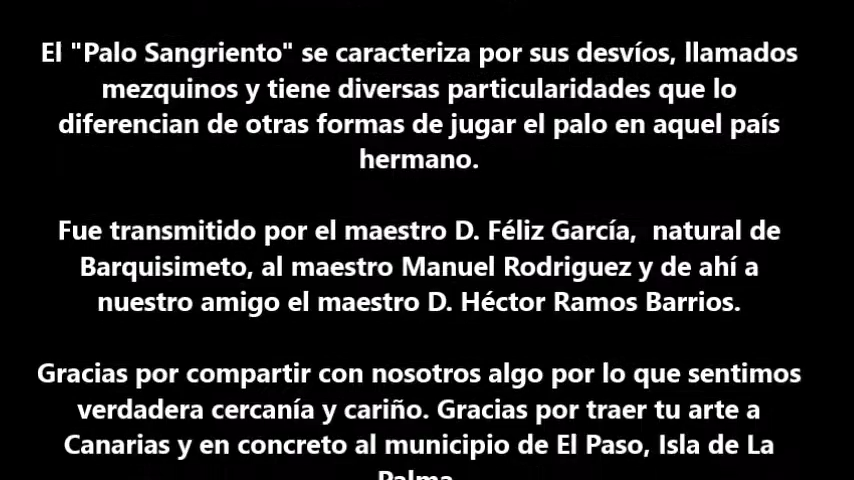 El "Palo Sangriento" se caracteriza por sus desvíos, llamados
mezquinos y tiene diversas particularidades que lo
diferencian de otras formas de jugar el palo en aquel país
hermano.
Fue transmitido por el maestro D. Féliz García,  natural de
Barquisimeto, al maestro Manuel Rodriguez y de ahí a
nuestro amigo el maestro D. Héctor Ramos Barrios.
Gracias por compartir con nosotros algo por lo que sentimos
verdadera cercanía y cariño. Gracias por traer tu arte a
Canarias y en concreto al municipio de El Paso, Isla de La
Palma